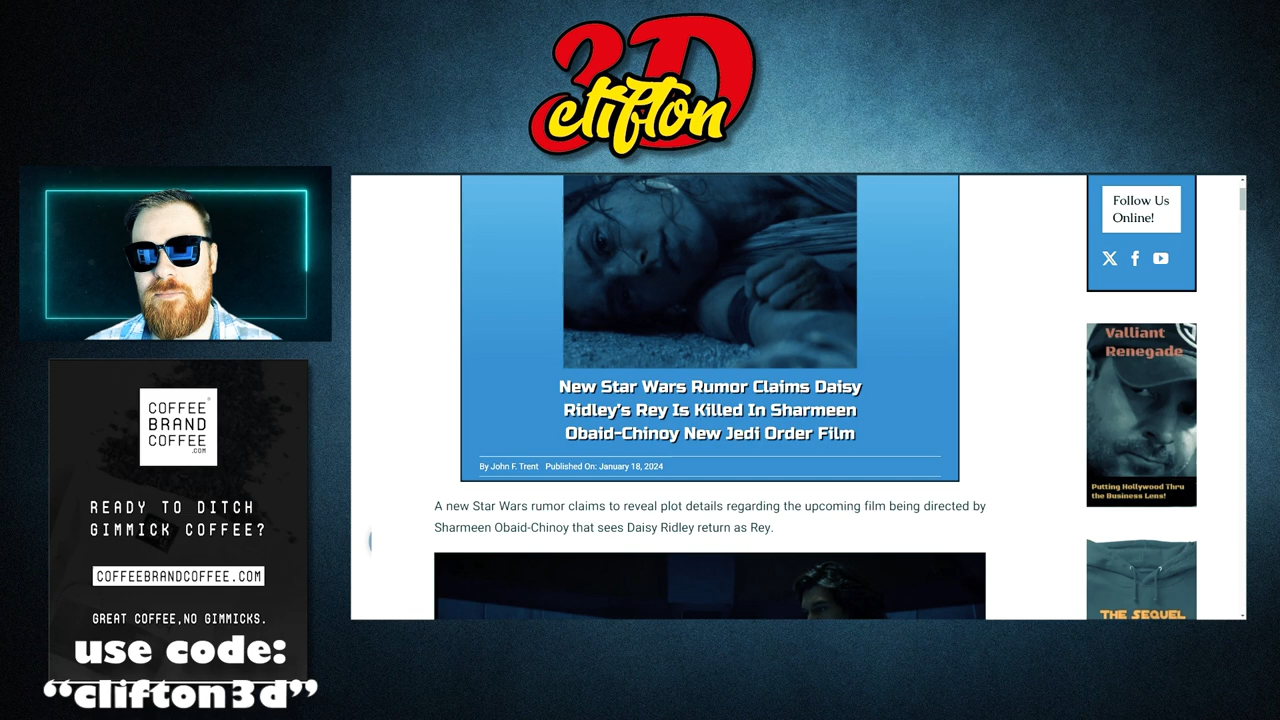 3D
clifton
COFFEE
BRAND
COFFEE
.COM
READY TO DITCH
GIMMICK COFFEE?
COFFEEBRANDCOFFEE.COM
GREAT COFFEE, NO GIMMICKS.
use code:
“clifton3d”
New Star Wars Rumor Claims Daisy
Ridley's Rey Is Killed In Sharmeen
Obaid-Chinoy New Jedi Order Film
By John F. Trent Published On: January 18, 2024
A new Star Wars rumor claims to reveal plot details regarding the upcoming film being directed by
Sharmeen Obaid-Chinoy that sees Daisy Ridley return as Rey.
Follow Us
Online!
Valliant
Renegade
Putting Hollywood Thru
the Business Lens!
THE SEQUEL